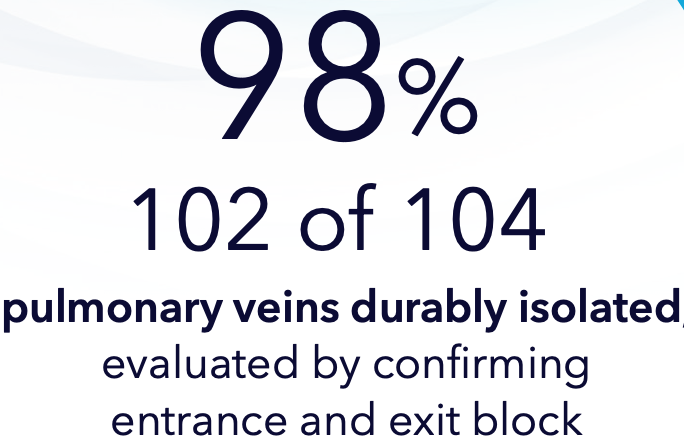 98%
102 of 104
pulmonary veins durably isolated,
evaluated by confirming
entrance and exit block